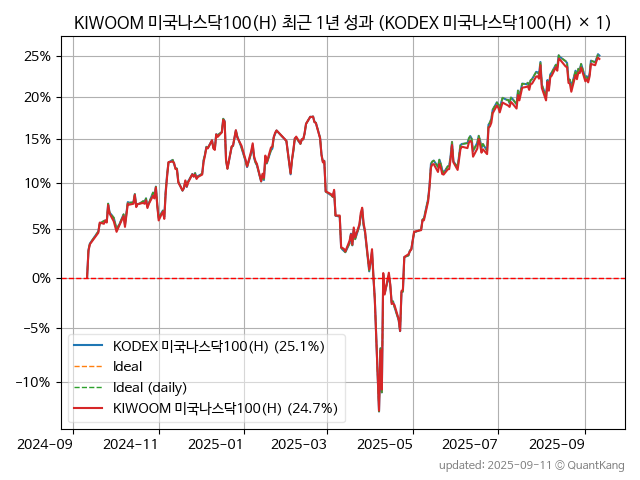 KIWOOM 미국나스닥100(H) 최근 1년 성과 (KODEX 미국나스닥100(H) × 1)
25%
20%
15%
10%
5%
0%
−5%
−10%
KODEX 미국나스닥100(H) (25.1%)
Ideal
Ideal (daily)
KIWOOM 미국나스닥100(H) (24.7%)
2024-09 2024-11 2025-01 2025-03 2025-05 2025-07 2025-09
updated: 2025-09-11 © QuantKang